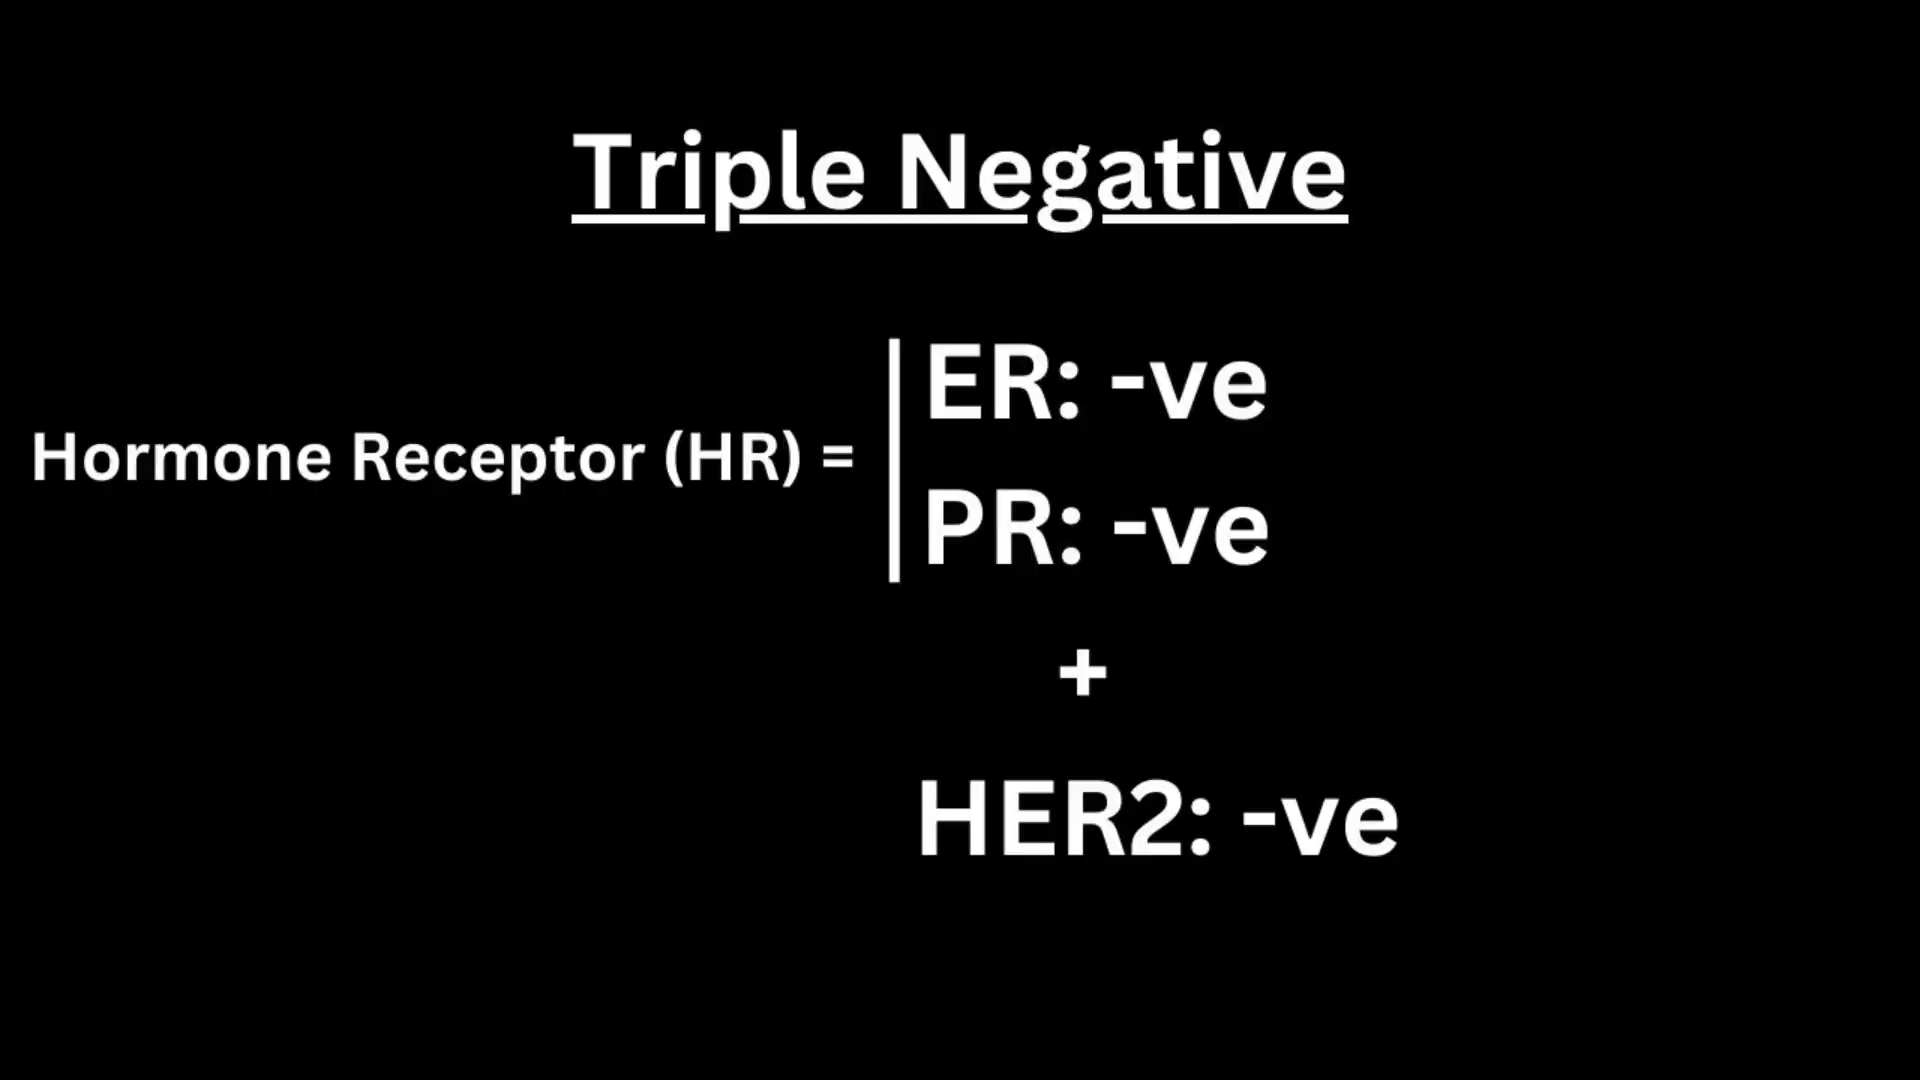 Triple Negative
Hormone Receptor (HR) =
ER: -ve
PR: -ve
+
HER2: -ve